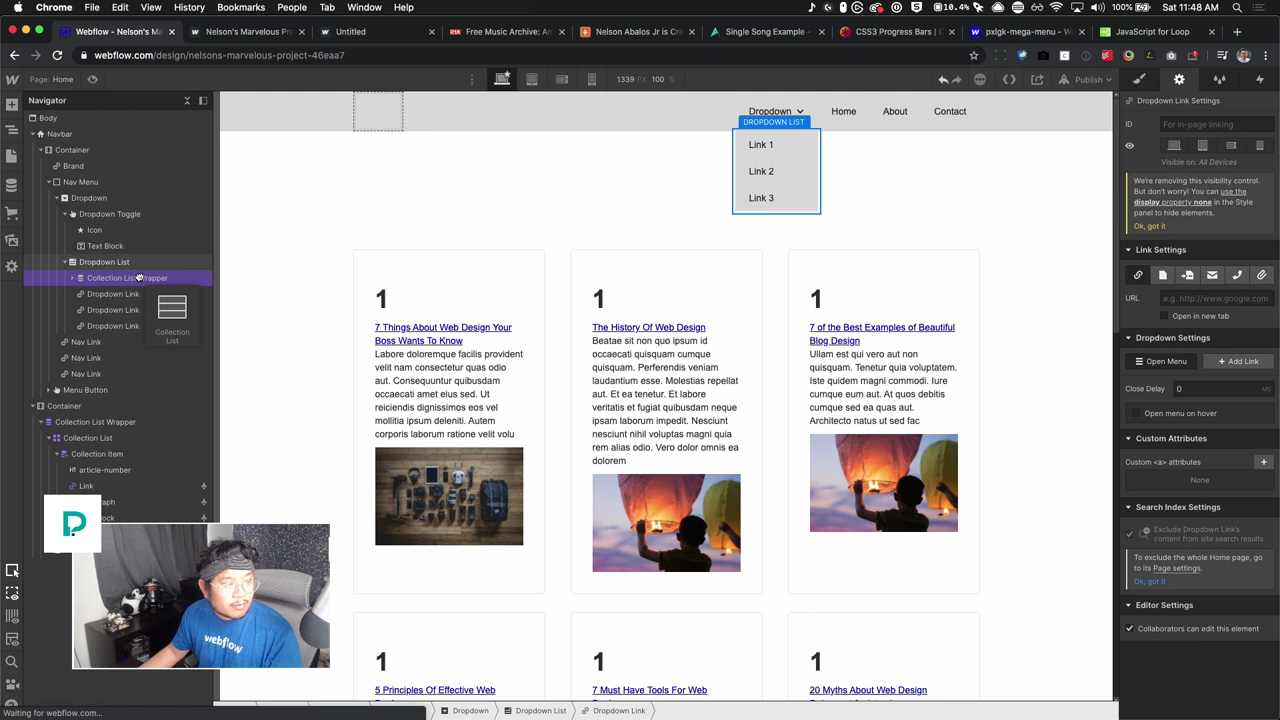 Chrome File Edit View History Bookmarks People Tab Window Help
10.4% 100% Sat 11:48 AM
Webflow - Nelson's Ma
Nelson's Marvelous Pro
Untitled
Free Music Archive: Ar
Nelson Abalos Jr is Cre
Single Song Example -
CSS3 Progress Bars | C
pxlgk-mega-menu - W
JavaScript for Loop
webflow.com/design/nelsons-marvelous-project-46eaa7
Page: Home
1339 PX 100 %
Publish
Navigator
Body
Navbar
Container
Brand
Nav Menu
Dropdown
Dropdown Toggle
Icon
Text Block
Dropdown List
Collection List Wrapper
Dropdown Link
Dropdown Link
Dropdown Link
Collection
List
Nav Link
Nav Link
Nav Link
Menu Button
Container
Collection List Wrapper
Collection List
Collection Item
article-number
Link
webflow
Waiting for webflow.com...
Dropdown Home About Contact
DROPDOWN LIST
Link 1
Link 2
Link 3
1
7 Things About Web Design Your
Boss Wants To Know
Labore doloremque facilis provident
velit nam consectetur quas odio
aut. Consequuntur quibusdam
occaecati amet eius sed. Ut
reiciendis dignissimos eos vel
mollitia ipsum deleniti. Autem
corporis laborum ratione velit volu
1
The History Of Web Design
Beatae sit non quo ipsum id
occaecati quisquam cumque
rerum. Perferendis veniam
laudantium esse. Molestias repellat
aut. Et ea tenetur. Et labore
veritatis et fugiat quibusdam neque
ipsam laborum impedit. Tenetur
nesciunt nihil voluptas magni quia
rem alias odio. Vero dolor omnis ea
dolorem
1
7 of the Best Examples of Beautiful
Blog Design
Ullam est qui vero aut non
quisquam. Tenetur quia voluptatem.
Iste quidem magni commodi. Iure
cumque eum aut. At quos debitis
cumque sed ea quas aut.
Architecto natus ut sed fac
1
5 Principles Of Effective Web
1
7 Must Have Tools For Web
1
20 Myths About Web Design
Dropdown Dropdown List Dropdown Link
Dropdown Link Settings
ID For in-page linking
Visible on: All Devices
We're removing this visibility control.
But don't worry! You can use the
display property none in the Style
panel to hide elements.
Ok, got it
Link Settings
URL e.g. http://www.google.com
Open in new tab
Dropdown Settings
Open Menu Add Link
Close Delay 0 MS
Open menu on hover
Custom Attributes
Custom <a> attributes
None
Search Index Settings
Exclude Dropdown Link's
content from site search results
To exclude the whole Home page, go
to its Page settings.
Ok, got it
Editor Settings
Collaborators can edit this element